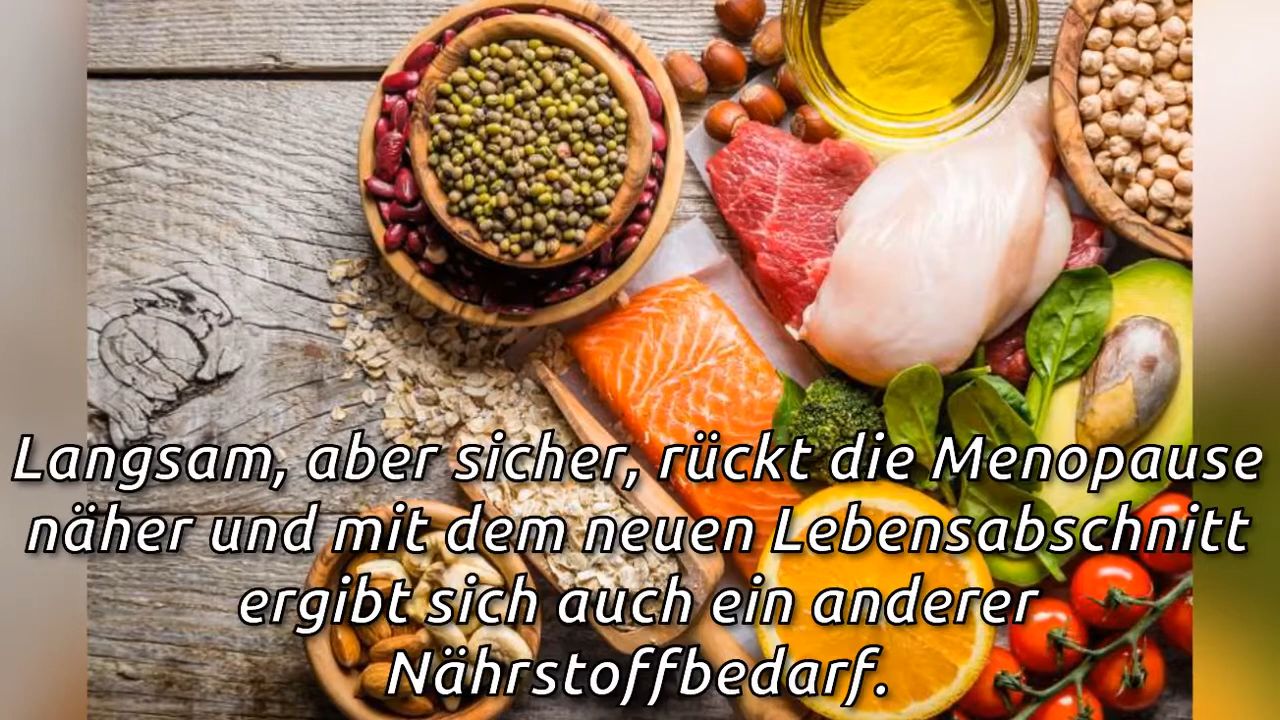 Langsam, aber sicher, rückt die Menopause
näher und mit dem neuen Lebensabschnitt
ergibt sich auch ein anderer
Nährstoffbedarf.